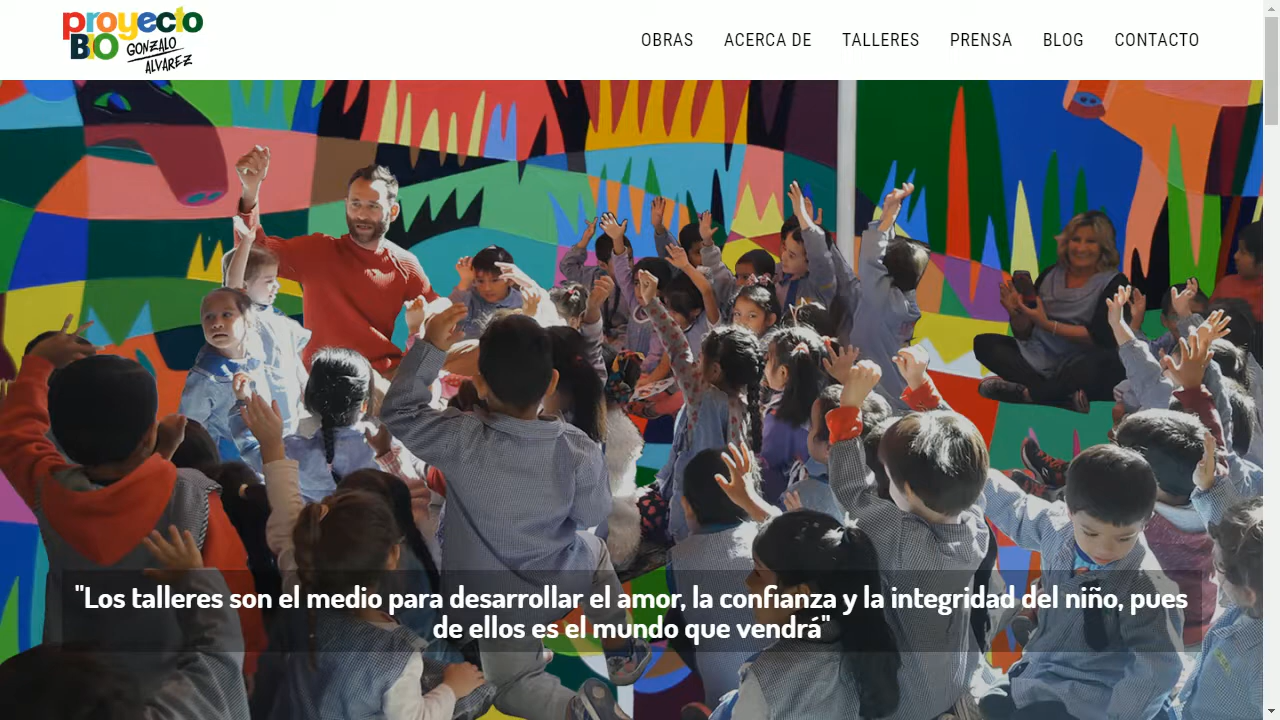 proyecto
BIO GONZALO
ALVAREZ
OBRAS ACERCA DE TALLERES PRENSA BLOG CONTACTO
"Los talleres son el medio para desarrollar el amor, la confianza y la integridad del niño, pues
de ellos es el mundo que vendrá"